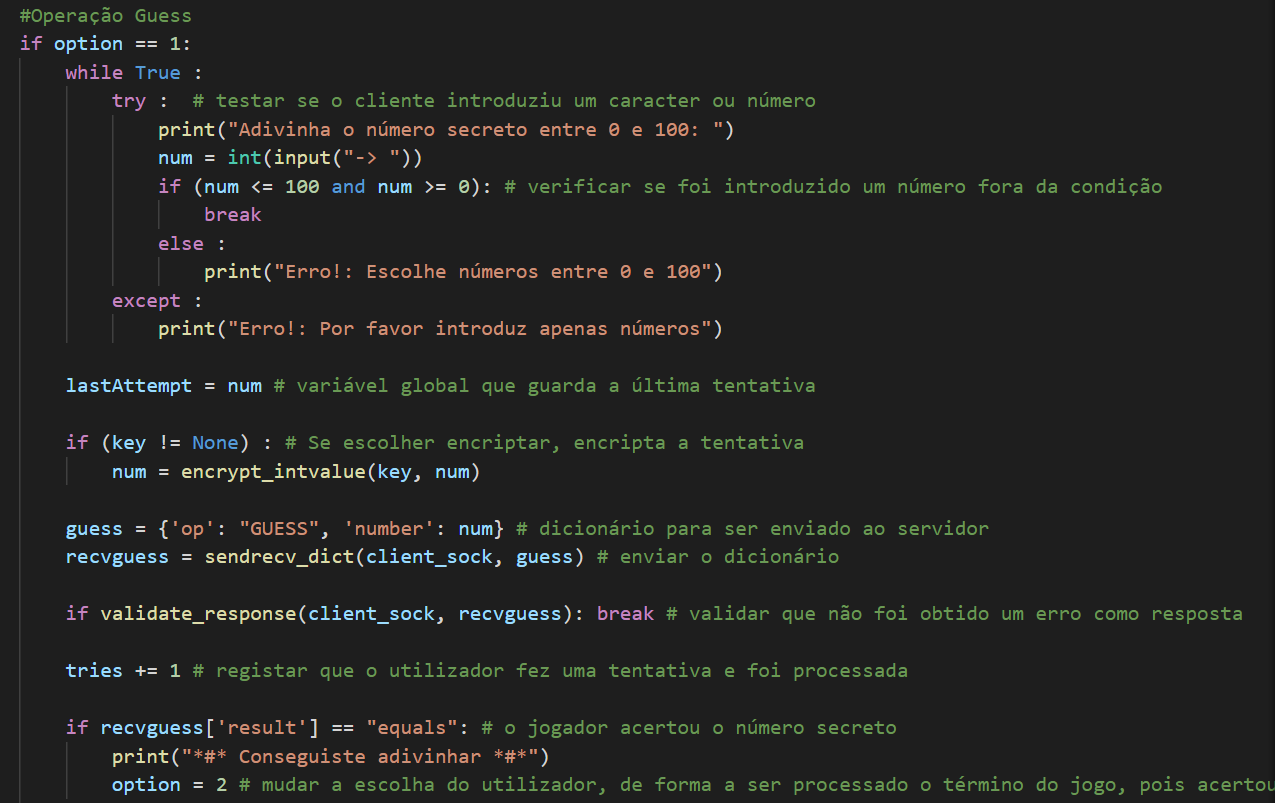 #Operação Guess
if option == 1:
while True :
try :  # testar se o cliente introduziu um caracter ou número
print("Adivinha o número secreto entre 0 e 100: ")
num = int(input("-> "))
if (num <= 100 and num >= 0): # verificar se foi introduzido um número fora da condição
break
else :
print("Erro!: Escolhe números entre 0 e 100")
except :
print("Erro!: Por favor introduz apenas números")
lastAttempt = num # variável global que guarda a última tentativa
if (key != None) : # Se escolher encriptar, encripta a tentativa
num = encrypt_intvalue(key, num)
guess = {'op': "GUESS", 'number': num} # dicionário para ser enviado ao servidor
recvguess = sendrecv_dict(client_sock, guess) # enviar o dicionário
if validate_response(client_sock, recvguess): break # validar que não foi obtido um erro como resposta
tries += 1 # registar que o utilizador fez uma tentativa e foi processada
if recvguess['result'] == "equals": # o jogador acertou o número secreto
print("*#* Conseguiste adivinhar *#*")
option = 2 # mudar a escolha do utilizador, de forma a ser processado o término do jogo, pois acertou